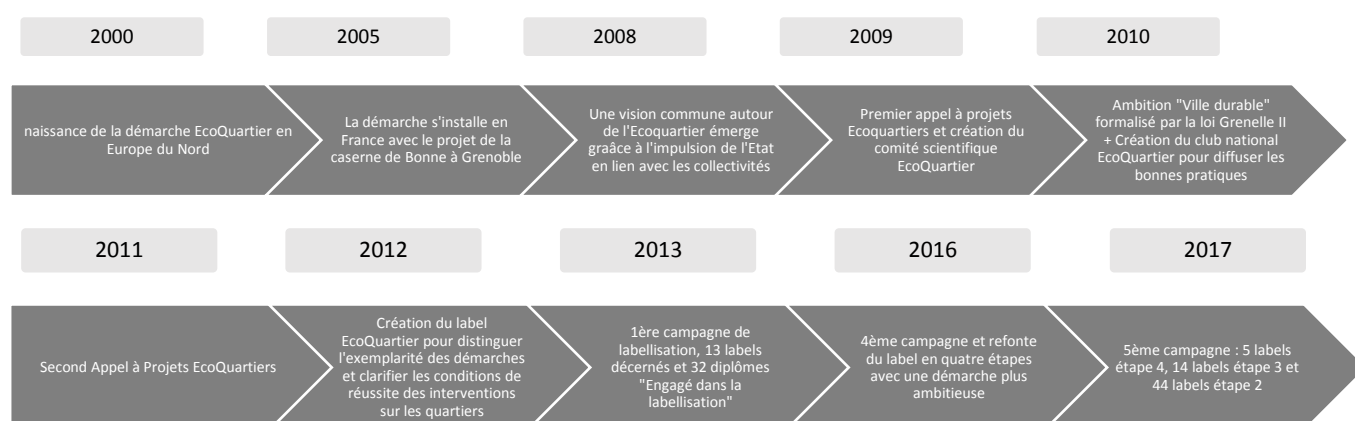 2000
2005
2008
2009
2010
naissance de la démarche EcoQuartier en
Europe du Nord
La démarche s'installe en
France avec le projet de la
caserne de Bonne à Grenoble
Une vision commune autour
de l'Ecoquartier émerge
graâce à l'impulsion de l'Etat
en lien avec les collectivités
Premier appel à projets
Ecoquartiers et création du
comité scientifique
EcoQuartier
Ambition "Ville durable"
formalisé par la loi Grenelle II
+ Création du club national
EcoQuartier pour diffuser les
bonnes pratiques
2011
2012
2013
2016
2017
Second Appel à Projets EcoQuartiers
Création du label
EcoQuartier pour distinguer
l'exemplarité des démarches
et clarifier les conditions de
réussite des interventions
sur les quartiers
1ère campagne de
labellisation, 13 labels
décernés et 32 diplômes
"Engagé dans la
labellisation"
4ème campagne et refonte
du label en quatre étapes
avec une démarche plus
ambitieuse
5ème campagne : 5 labels
étape 4, 14 labels étape 3 et
44 labels étape 2